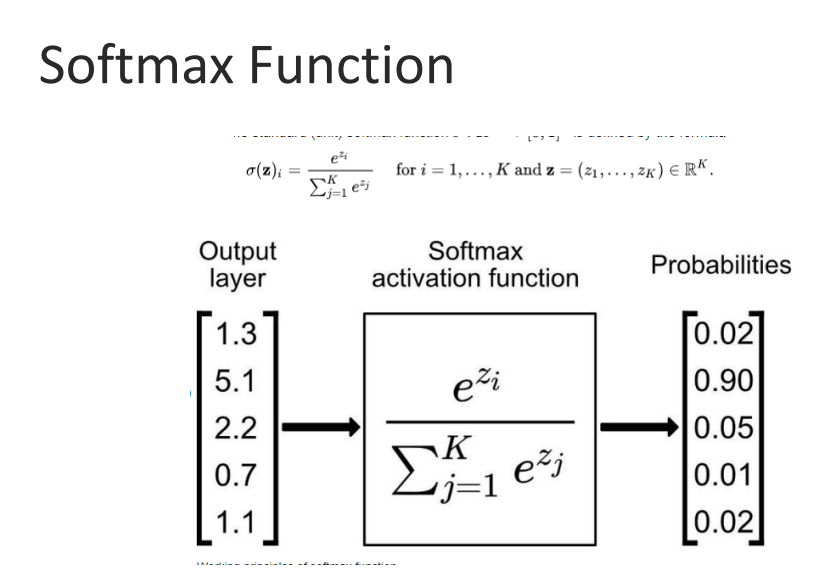 Softmax Function
σ(z)ᵢ = e^{zᵢ} / ∑_{j=1}^{K} e^{zⱼ} for i = 1, . . . , K and z = (z₁, . . . , z_K) ∈ ℝ^K.
Output
layer
Softmax
activation function
Probabilities
1.3
5.1
2.2
0.7
1.1
e^{zᵢ} / ∑_{j=1}^{K} e^{zⱼ}
0.02
0.90
0.05
0.01
0.02